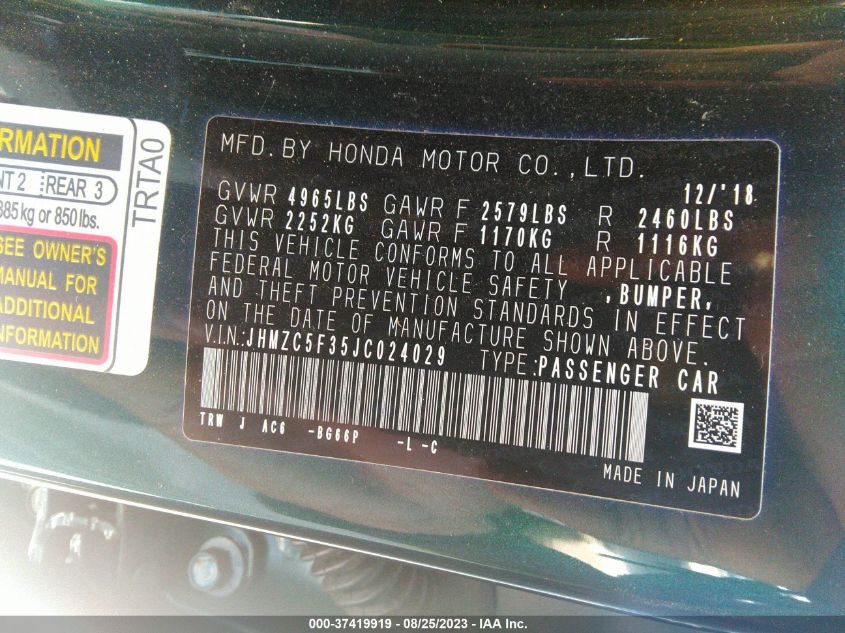 RMATION
NT 2 REAR 3
385 kg or 850 lbs.
SEE OWNER'S
MANUAL FOR
ADDITIONAL
INFORMATION
TRTA0
MFD. BY HONDA MOTOR CO., LTD.
12/'18
GVWR 4965LBS GAWR F 2579LBS R 2460LBS
GVWR 2252KG GAWR F 1170KG R 1116KG
THIS VEHICLE CONFORMS TO ALL APPLICABLE
FEDERAL MOTOR VEHICLE SAFETY , BUMPER,
AND THEFT PREVENTION STANDARDS IN EFFECT
ON THE DATE OF MANUFACTURE SHOWN ABOVE.
V.I.N: JHMZC5F35JC024029 TYPE: PASSENGER CAR
TRW J AC6 -BG66P -L -C
MADE IN JAPAN
000-37419919 - 08/25/2023 - IAA Inc.